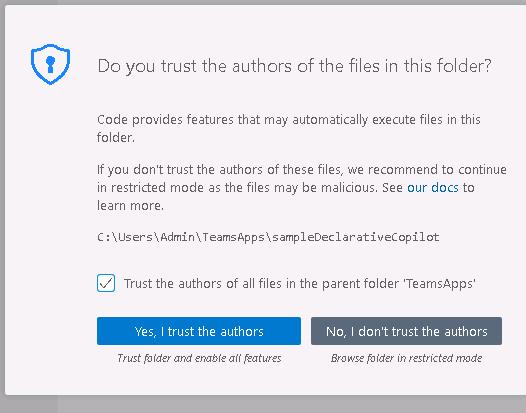 Do you trust the authors of the files in this folder?
Code provides features that may automatically execute files in this
folder.
If you don't trust the authors of these files, we recommend to continue
in restricted mode as the files may be malicious. See our docs to
learn more.
C:\Users\Admin\TeamsApps\sampleDeclarativeCopilot
Trust the authors of all files in the parent folder 'TeamsApps'
Yes, I trust the authors
No, I don't trust the authors
Trust folder and enable all features
Browse folder in restricted mode